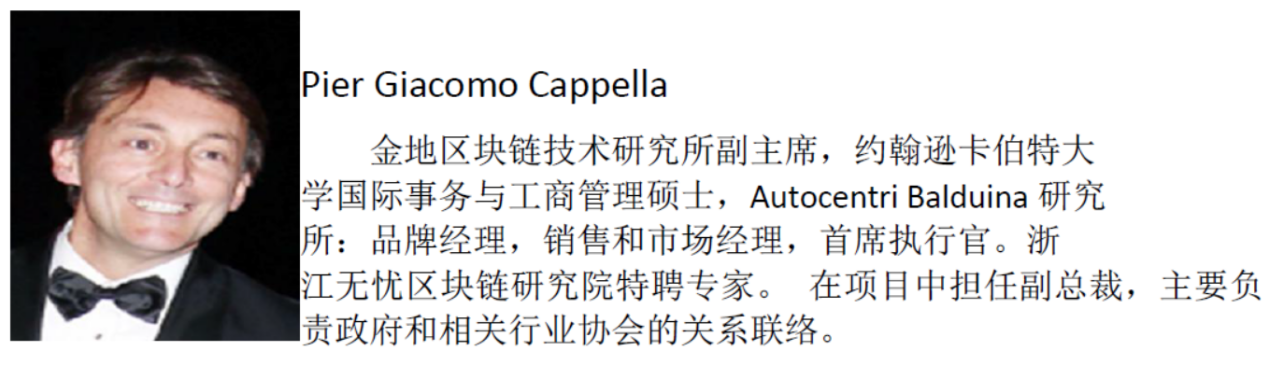 Pier Giacomo Cappella
金地区块链技术研究所副主席，约翰逊卡伯特大
学国际事务与工商管理硕士，Autocentri Balduina 研究
所：品牌经理，销售和市场经理，首席执行官。浙
江无忧区块链研究院特聘专家。 在项目中担任副总裁，主要负
责政府和相关行业协会的关系联络。